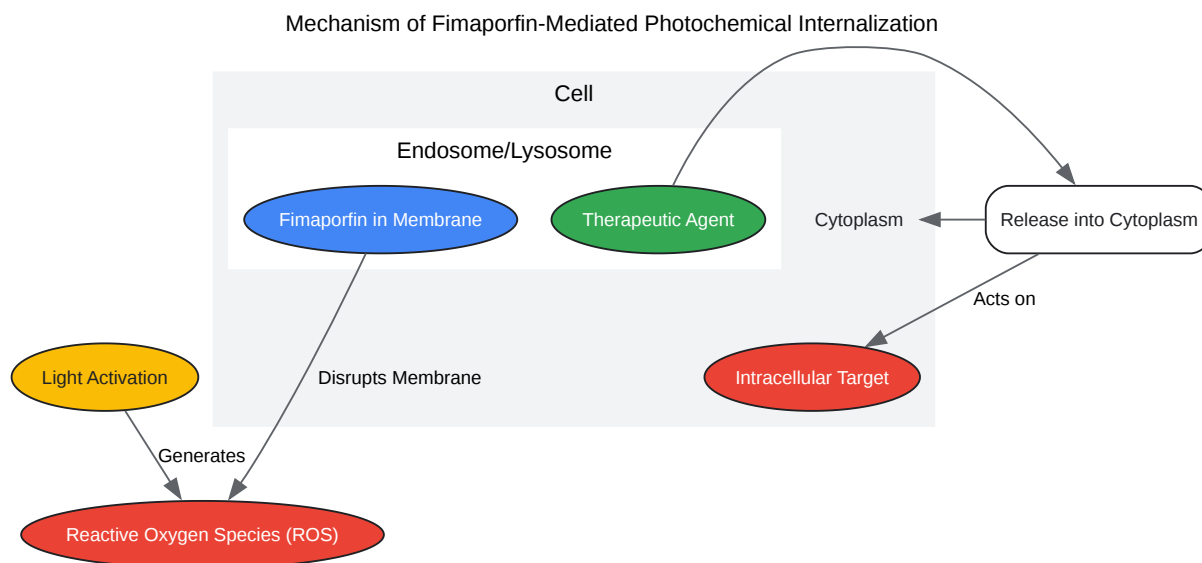 Mechanism of Fimaporfin-Mediated Photochemical Internalization
Cell
Endosome/Lysosome
Fimaporfin in Membrane
Therapeutic Agent
Cytoplasm
Release into Cytoplasm
Acts on
Light Activation
Disrupts Membrane
Intracellular Target
Generates
Reactive Oxygen Species (ROS)